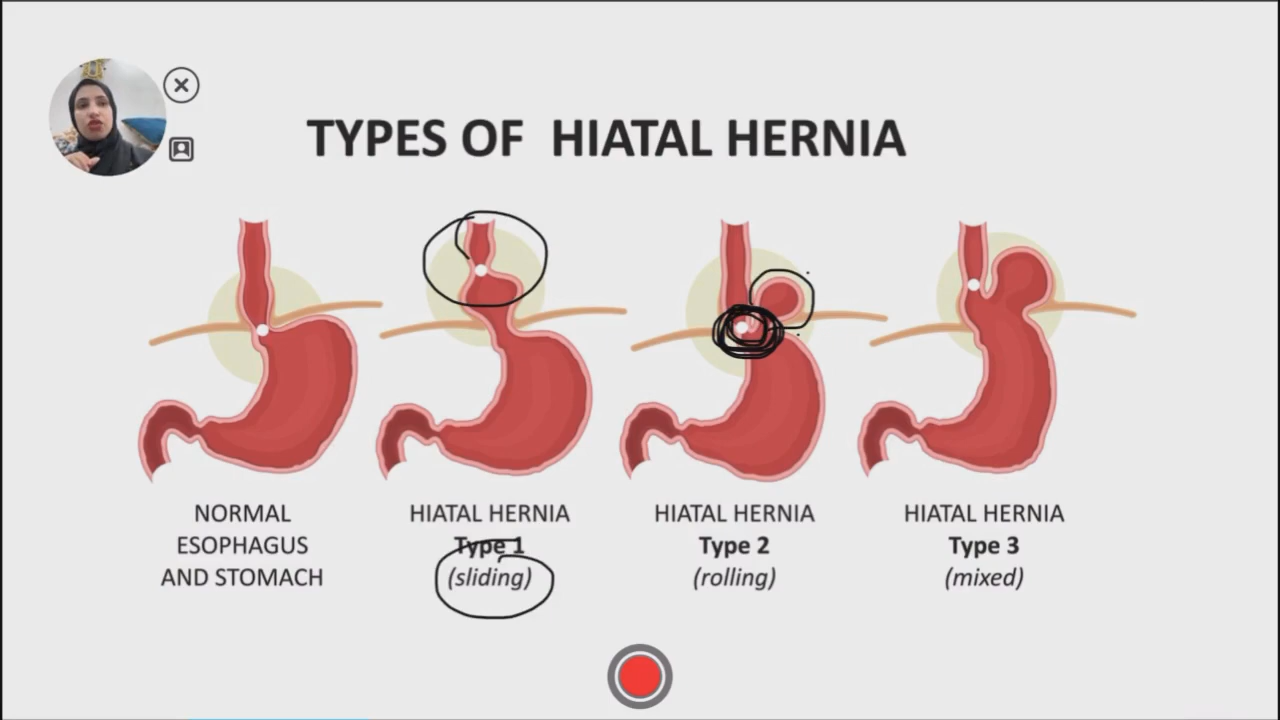 TYPES OF HIATAL HERNIA
NORMAL
ESOPHAGUS
AND STOMACH
HIATAL HERNIA
Type 1
(sliding)
HIATAL HERNIA
Type 2
(rolling)
HIATAL HERNIA
Type 3
(mixed)